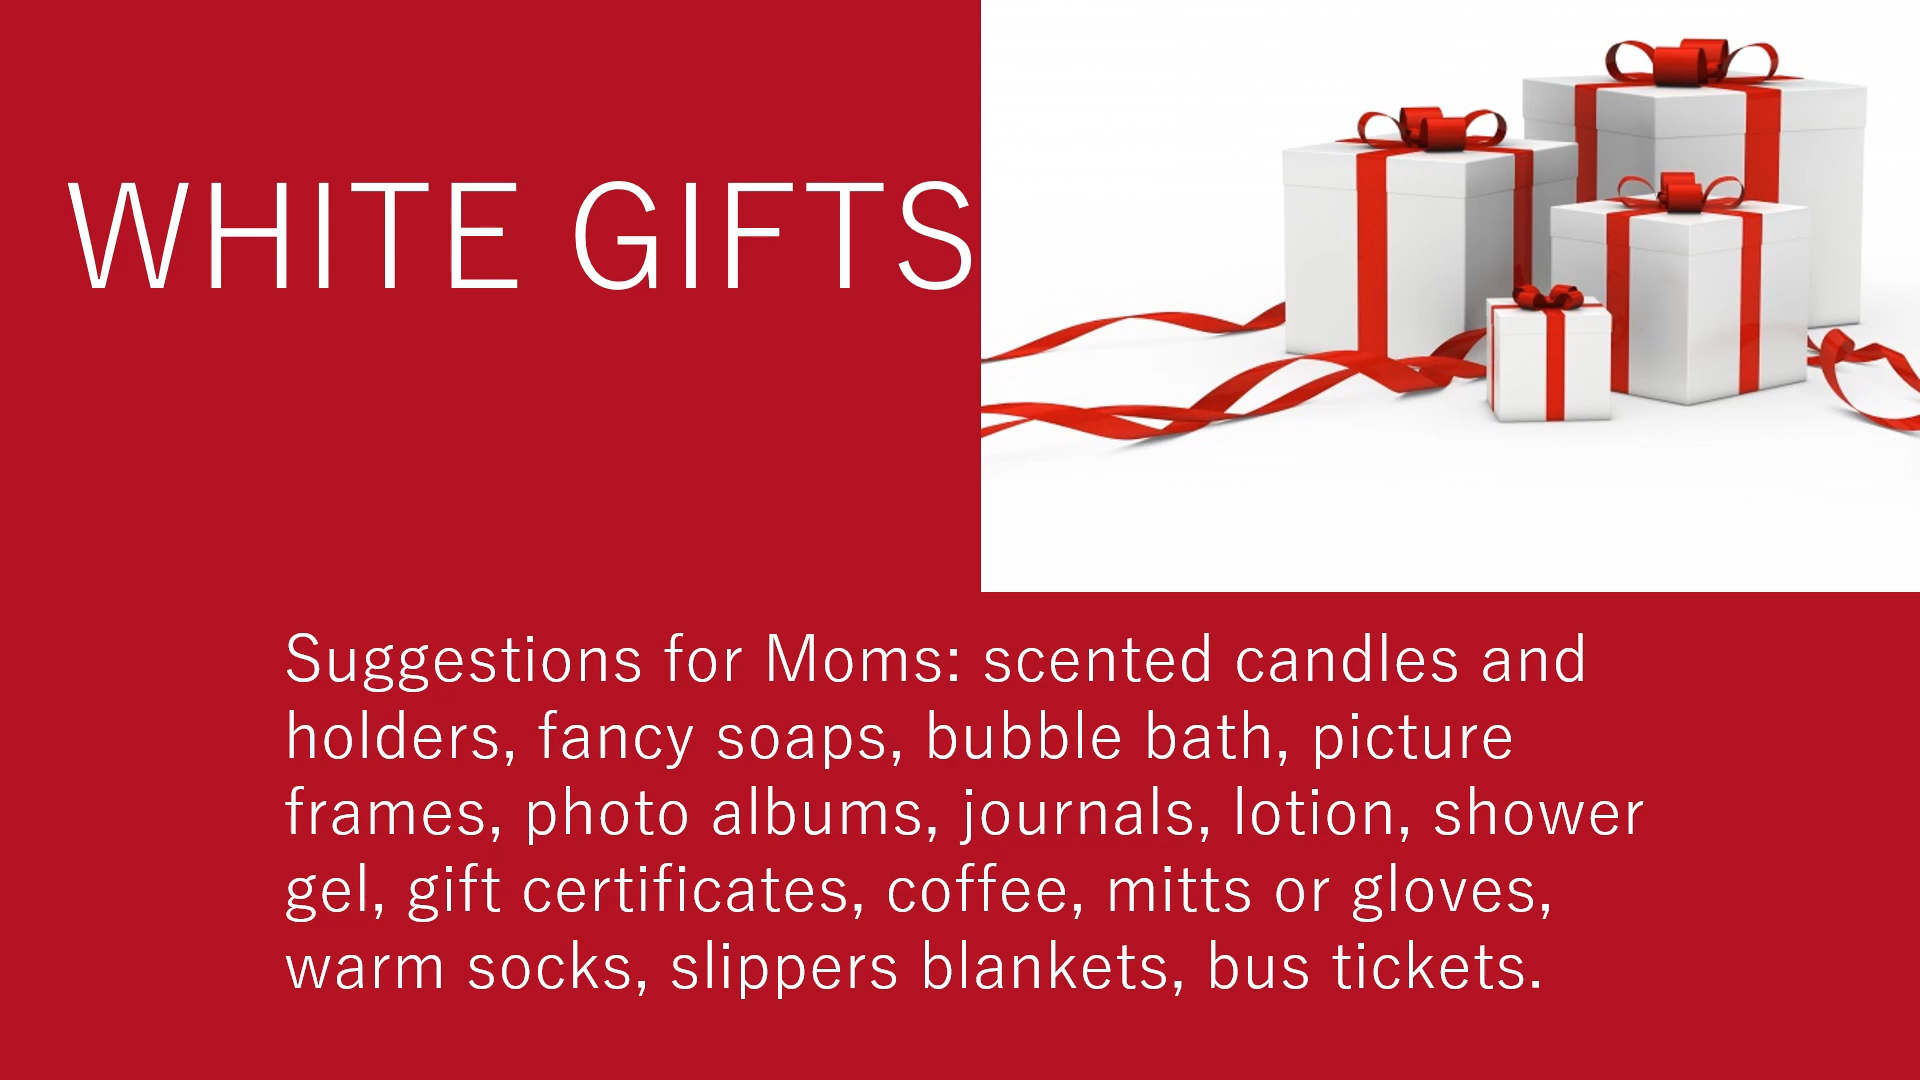 WHITE GIFTS
Suggestions for Moms: scented candles and
holders, fancy soaps, bubble bath, picture
frames, photo albums, journals, lotion, shower
gel, gift certificates, coffee, mitts or gloves,
warm socks, slippers blankets, bus tickets.